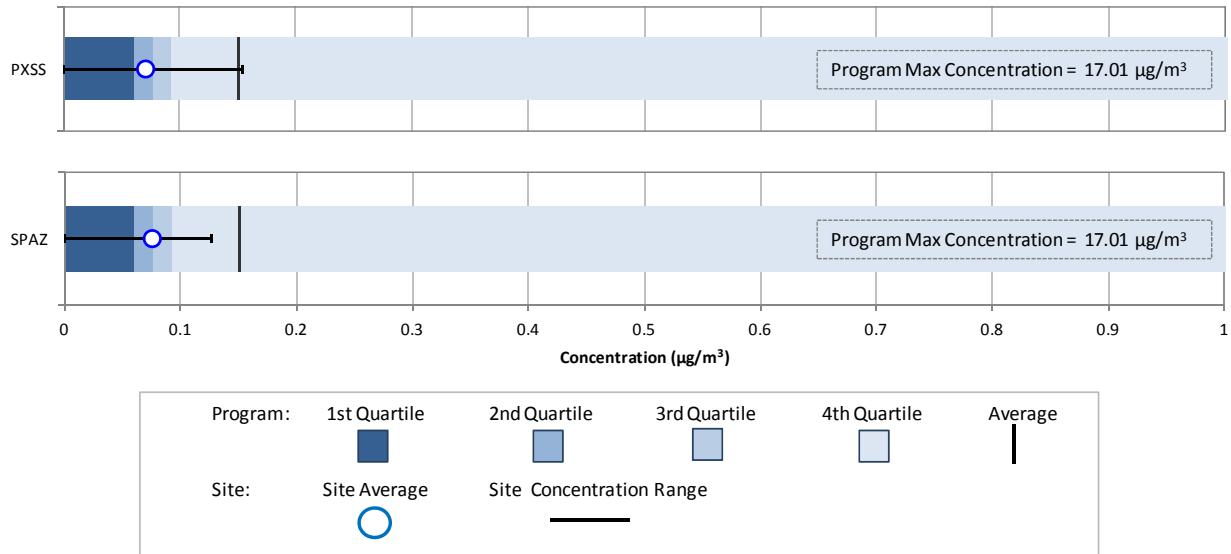 PXSS
Program Max Concentration = 17.01 µg/m³
SPAZ
Program Max Concentration = 17.01 µg/m³
0 0.1 0.2 0.3 0.4 0.5 0.6 0.7 0.8 0.9 1
Concentration (µg/m³)
Program: 1st Quartile 2nd Quartile 3rd Quartile 4th Quartile Average
Site: Site Average Site Concentration Range